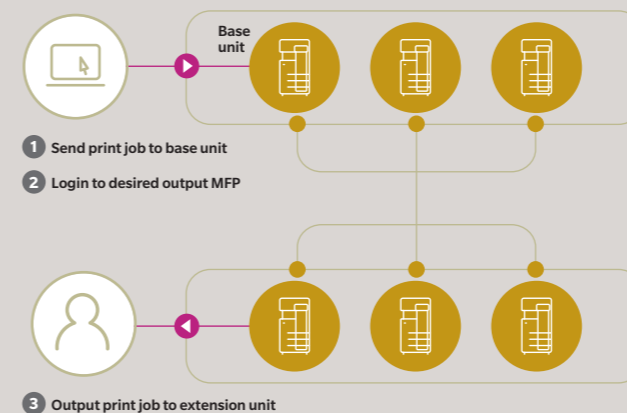 Base
unit
1 Send print job to base unit
2 Login to desired output MFP
3 Output print job to extension unit